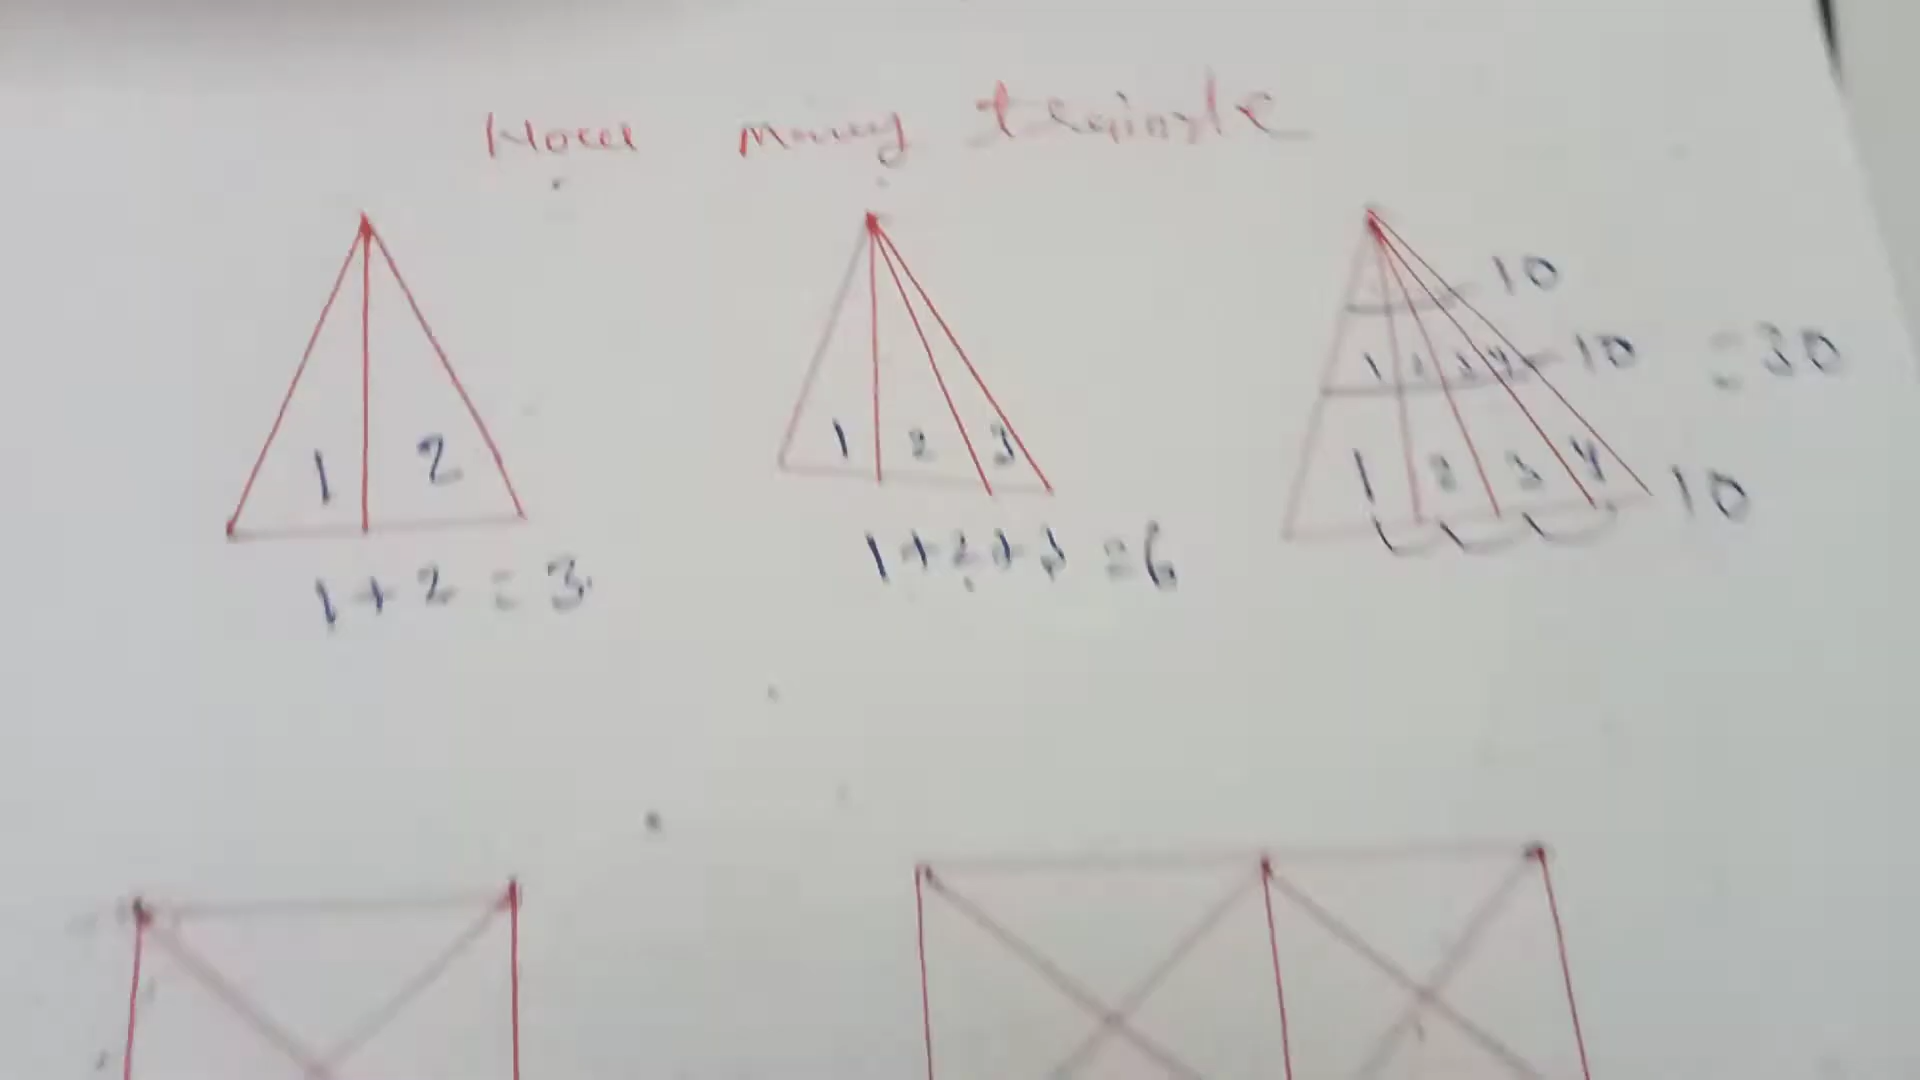 How many traingle
1 2
1+2=3
1 2 3
1+2+3=6
10
1 2 3 4 10 =30
1 2 3 4 10